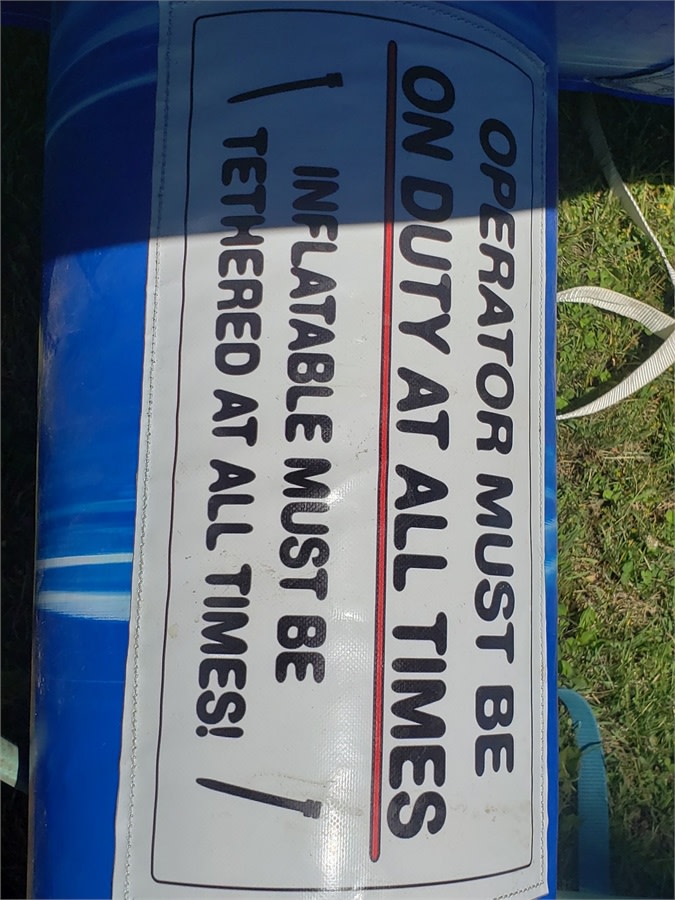 OPERATOR MUST BE
ON DUTY AT ALL TIMES
INFLATABLE MUST BE
TETHERED AT ALL TIMES!